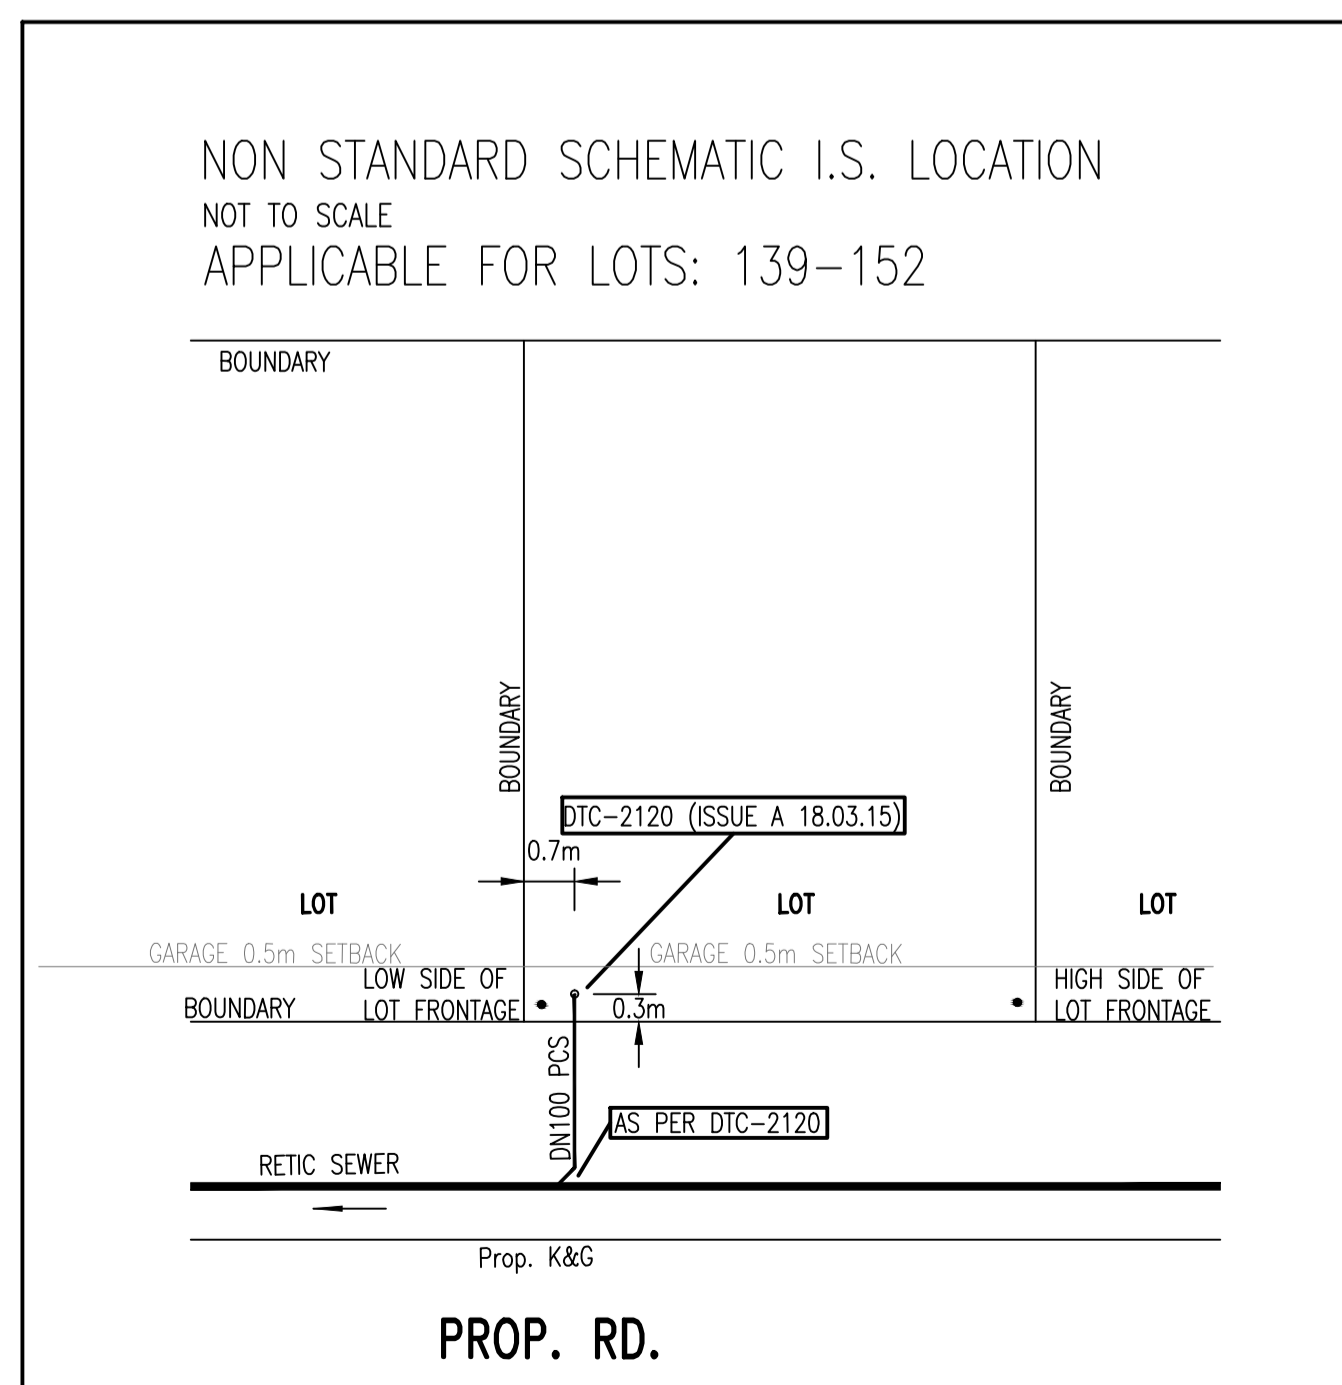 NON STANDARD SCHEMATIC I.S. LOCATION
NOT TO SCALE
APPLICABLE FOR LOTS: 139-152
BOUNDARY
BOUNDARY
BOUNDARY
DTC-2120 (ISSUE A 18.03.15)
0.7m
LOT
LOT
LOT
GARAGE 0.5m SETBACK
GARAGE 0.5m SETBACK
LOW SIDE OF
LOT FRONTAGE
HIGH SIDE OF
LOT FRONTAGE
BOUNDARY
0.3m
DN100 PCS
AS PER DTC-2120
RETIC SEWER
Prop. K&G
PROP. RD.